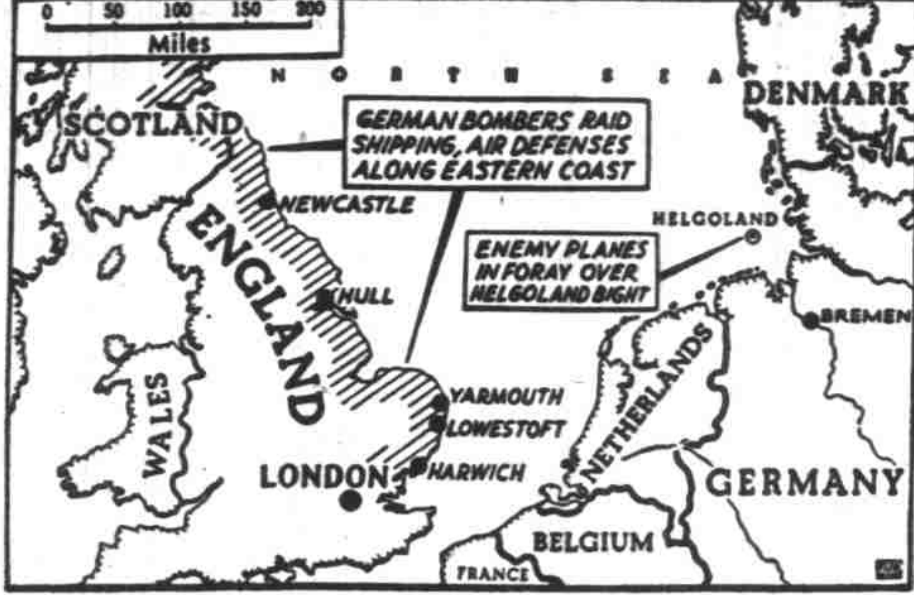 0 50 100 150 200
Miles
NORTH SEA
DENMARK
SCOTLAND
GERMAN BOMBERS RAID
SHIPPING, AIR DEFENSES
ALONG EASTERN COAST
NEWCASTLE
HELGOLAND
ENGLAND
ENEMY PLANES
IN FORAY OVER
HELGOLAND BIGHT
HULL
BREMEN
WALES
YARMOUTH
LOWESTOFT
NETHERLANDS
HARWICH
LONDON
GERMANY
BELGIUM
FRANCE